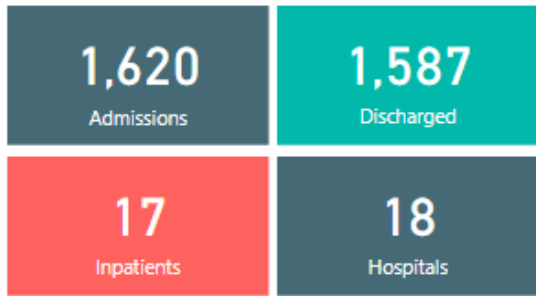 1,620
Admissions
1,587
Discharged
17
Inpatients
18
Hospitals